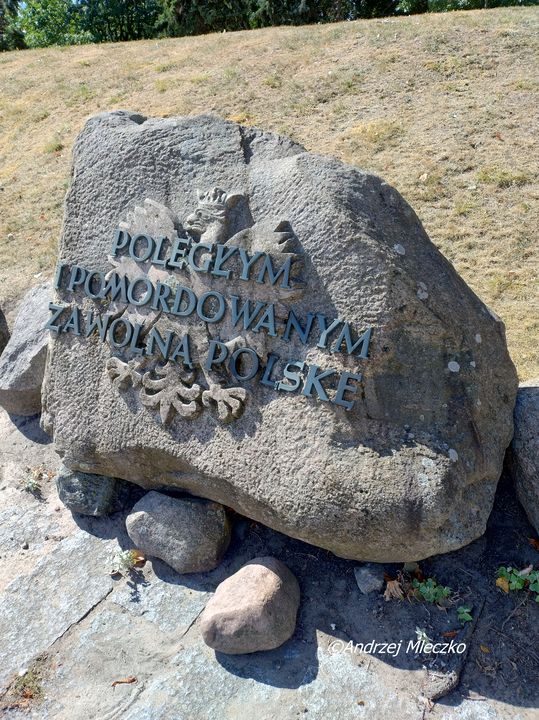 POLEGŁYM
I POMORDOWANYM
ZA WOLNĄ POLSKĘ
©Andrzej Mleczko